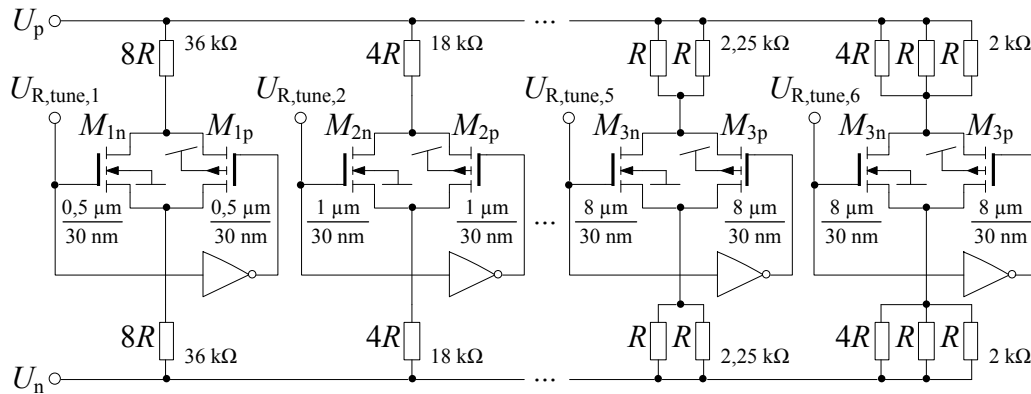 U_p ... ...
8R 36 kΩ 4R 18 kΩ R R 2,25 kΩ 4R R R 2 kΩ
U_R,tune,1 U_R,tune,2 U_R,tune,5 U_R,tune,6
M_1n M_1p M_2n M_2p M_3n M_3p M_3n M_3p
0,5 µm 0,5 µm 1 µm 1 µm 8 µm 8 µm 8 µm 8 µm
30 nm 30 nm 30 nm 30 nm ... 30 nm 30 nm 30 nm 30 nm
8R 36 kΩ 4R 18 kΩ R R 2,25 kΩ 4R R R 2 kΩ
U_n ...